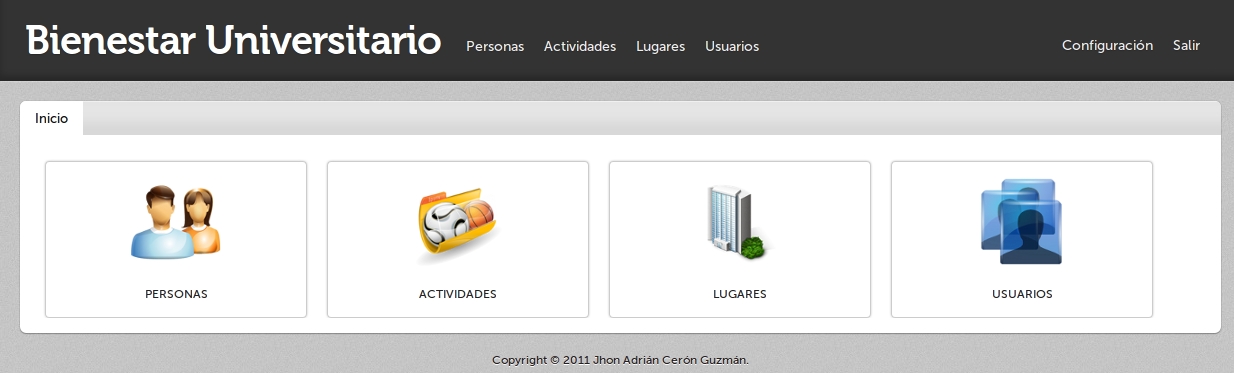 Bienestar Universitario Personas Actividades Lugares Usuarios Configuración Salir
Inicio
PERSONAS ACTIVIDADES LUGARES USUARIOS
Copyright © 2011 Jhon Adrián Cerón Guzmán.